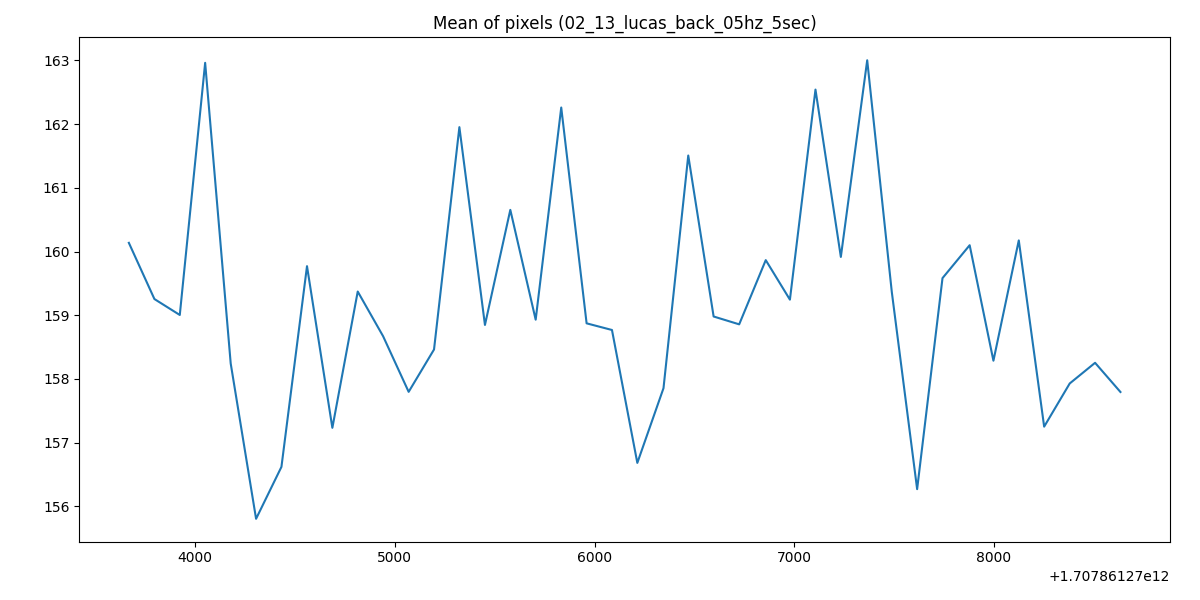 Mean of pixels (02_13_lucas_back_05hz_5sec)
163
162
161
160
159
158
157
156
4000 5000 6000 7000 8000
+1.70786127e12